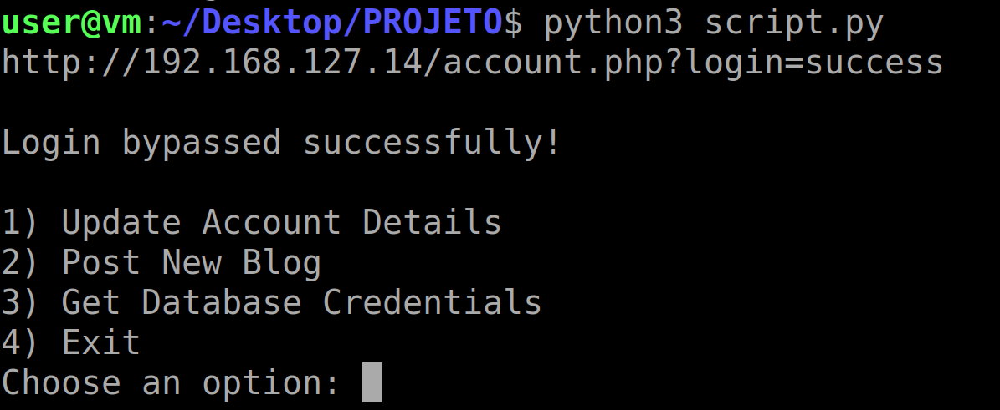 user@vm:~/Desktop/PROJETO$ python3 script.py
http://192.168.127.14/account.php?login=success
Login bypassed successfully!
1) Update Account Details
2) Post New Blog
3) Get Database Credentials
4) Exit
Choose an option: